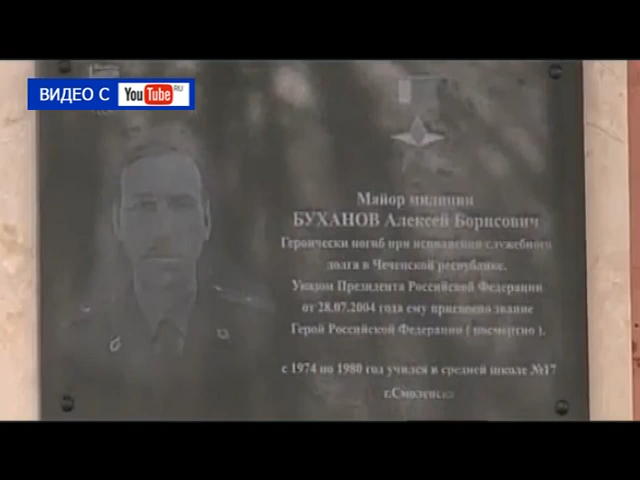 ВИДЕО С YouTube RU
Майор милиции
БУХАНОВ Алексей Борисович
Героически погиб при исполнении служебного
долга в Чеченской республике.
Указом Президента Российской Федерации
от 28.07.2004 года ему присвоено звание
Герой Российской Федерации ( посмертно ).
с 1974 по 1980 год учился в средней школе №17
г.Смоленска